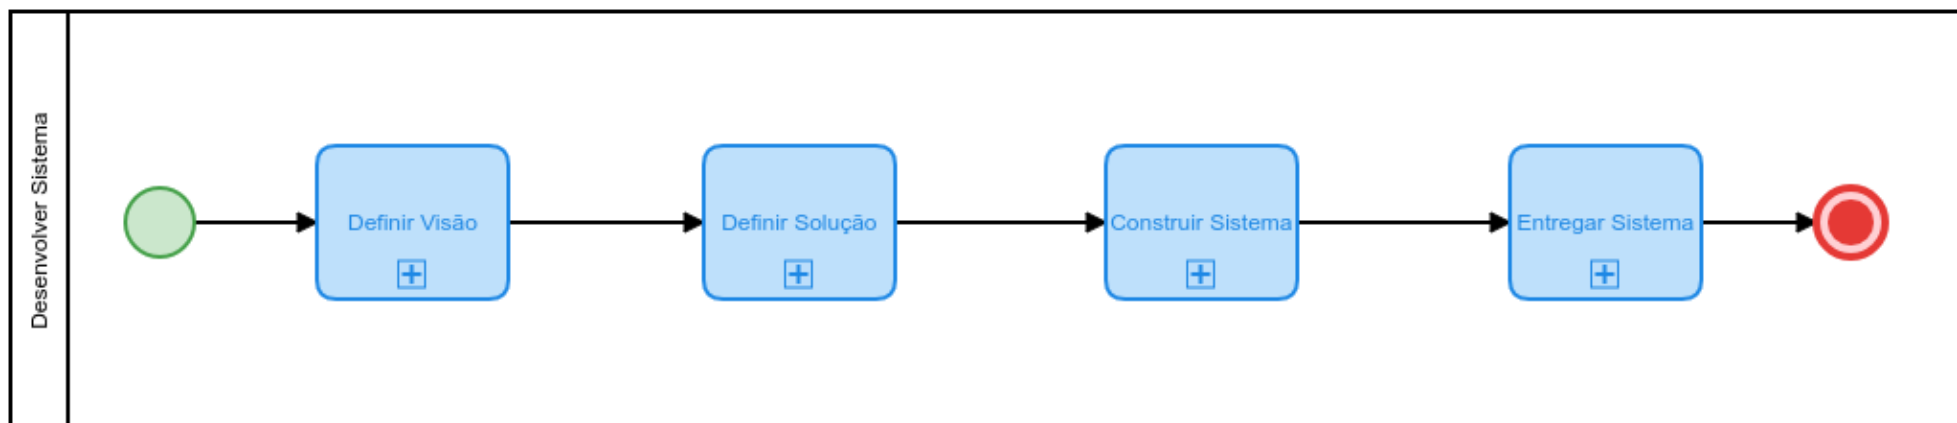 Desenvolver Sistema
Definir Visão
Definir Solução
Construir Sistema
Entregar Sistema